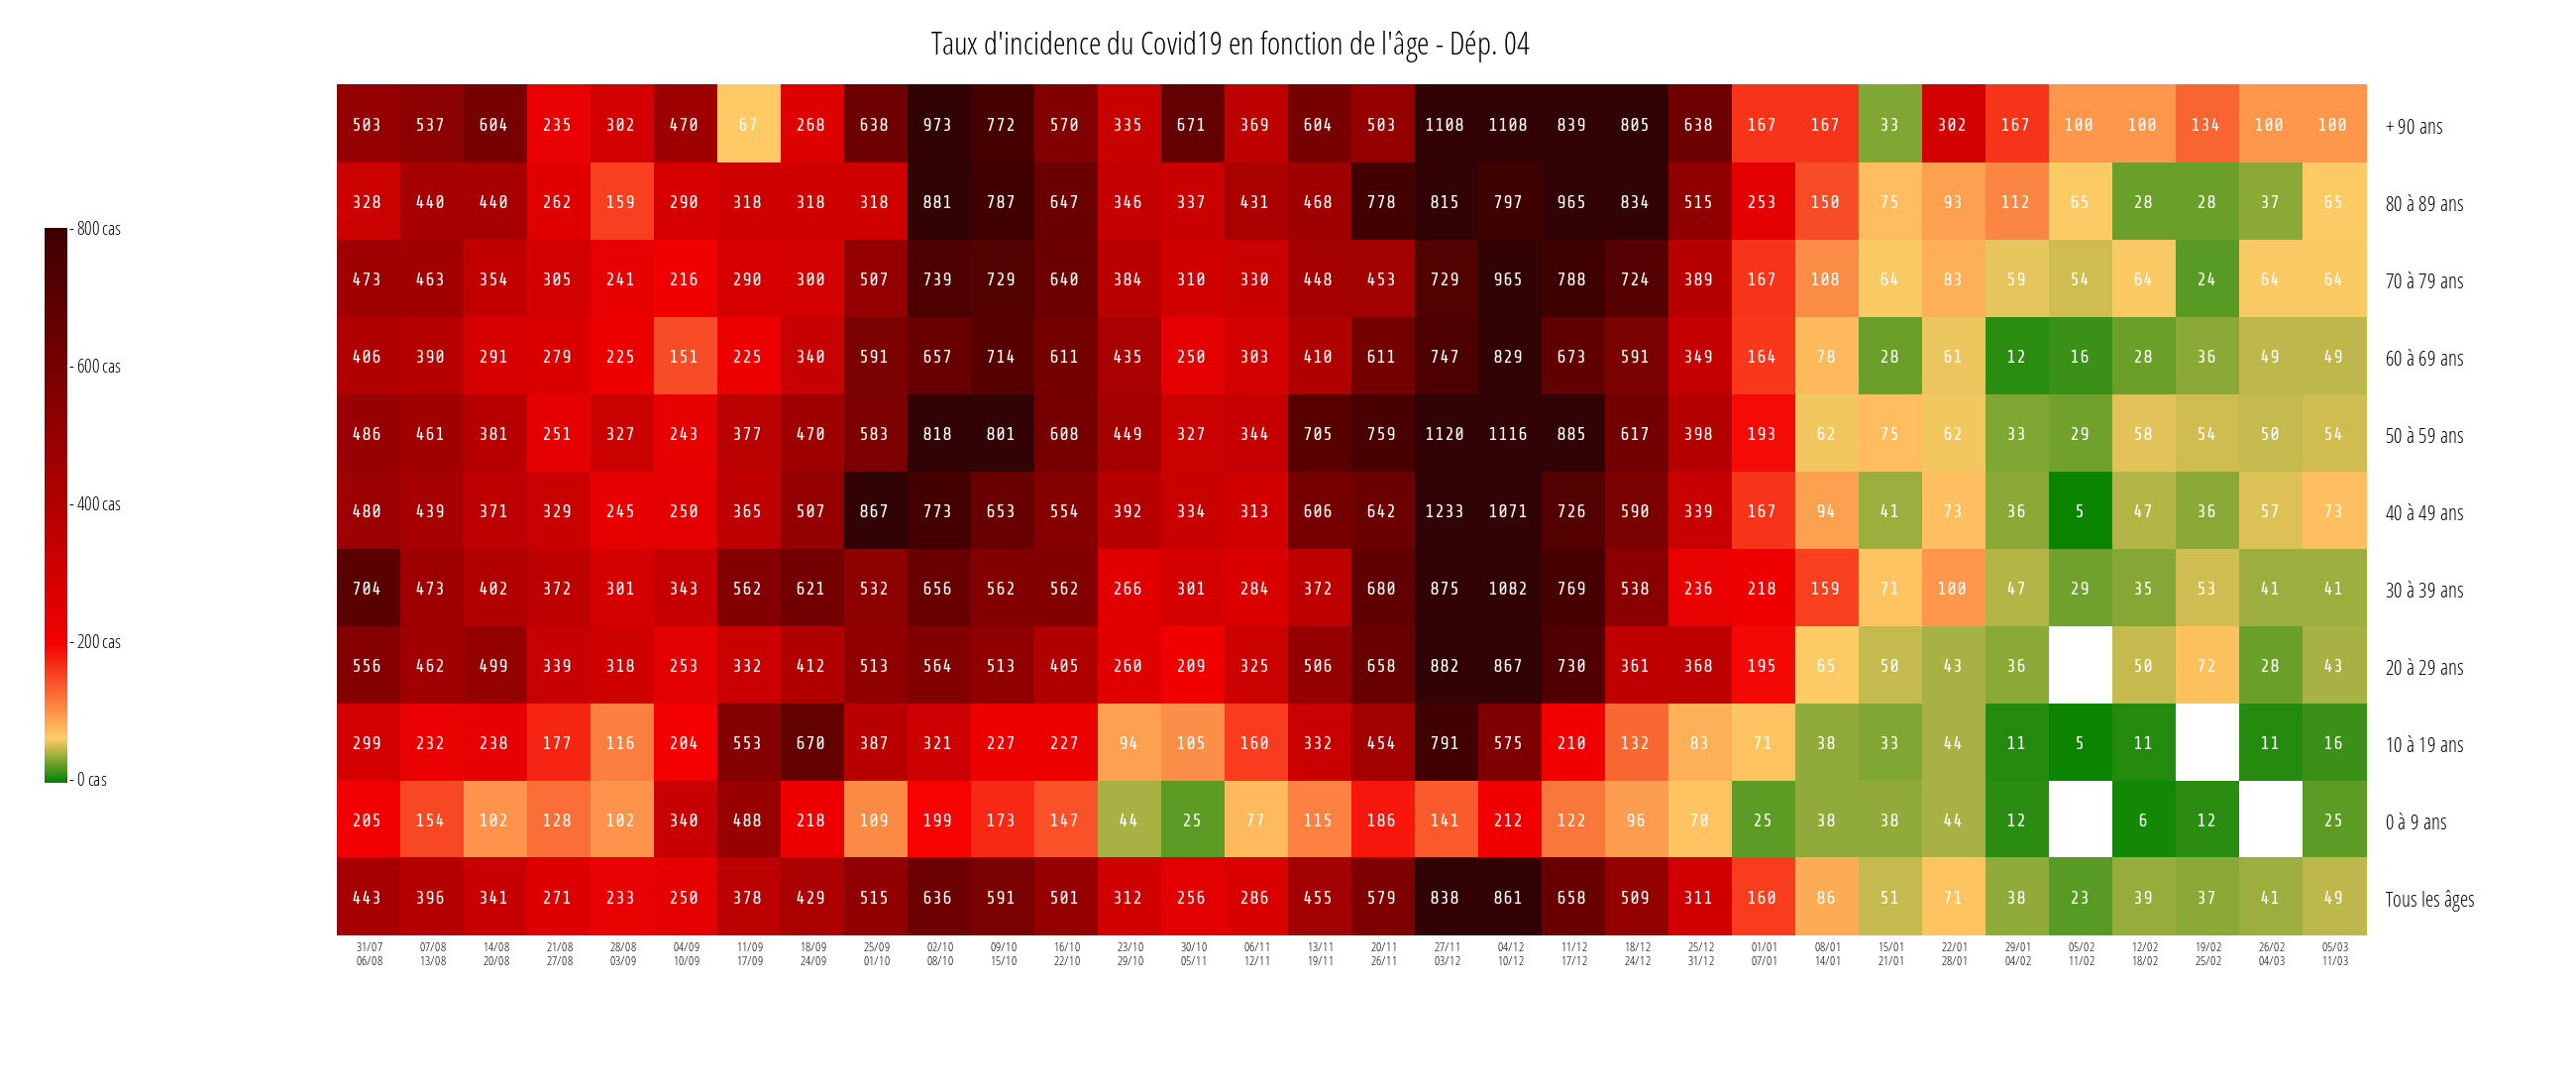 Taux d'incidence du Covid19 en fonction de l'âge - Dép. 04
- 800 cas
- 600 cas
- 400 cas
- 200 cas
- 0 cas
503 537 604 235 302 470 67 268 638 973 772 570 335 671 369 604 503 1108 1108 839 805 638 167 167 33 302 167 100 100 134 100 100 + 90 ans
328 440 440 262 159 290 318 318 318 881 787 647 346 337 431 468 778 815 797 965 834 515 253 150 75 93 112 65 28 28 37 65 80 à 89 ans
473 463 354 305 241 216 290 300 507 739 729 640 384 310 330 448 453 729 965 788 724 389 167 108 64 83 59 54 64 24 64 64 70 à 79 ans
406 390 291 279 225 151 225 340 591 657 714 611 435 250 303 410 611 747 829 673 591 349 164 78 28 61 12 16 28 36 49 49 60 à 69 ans
486 461 381 251 327 243 377 470 583 818 801 608 449 327 344 705 759 1120 1116 885 617 398 193 62 75 62 33 29 58 54 50 54 50 à 59 ans
480 439 371 329 245 250 365 507 867 773 653 554 392 334 313 606 642 1233 1071 726 590 339 167 94 41 73 36 5 47 36 57 73 40 à 49 ans
704 473 402 372 301 343 562 621 532 656 562 562 266 301 284 372 680 875 1082 769 538 236 218 159 71 100 47 29 35 53 41 41 30 à 39 ans
556 462 499 339 318 253 332 412 513 564 513 405 260 209 325 506 658 882 867 730 361 368 195 65 50 43 36 50 72 28 43 20 à 29 ans
299 232 238 177 116 204 553 670 387 321 227 227 94 105 160 332 454 791 575 210 132 83 71 38 33 44 11 5 11 11 16 10 à 19 ans
205 154 102 128 102 340 488 218 109 199 173 147 44 25 77 115 186 141 212 122 96 70 25 38 38 44 12 6 12 25 0 à 9 ans
443 396 341 271 233 250 378 429 515 636 591 501 312 256 286 455 579 838 861 658 509 311 160 86 51 71 38 23 39 37 41 49 Tous les âges
31/07 07/08 14/08 21/08 28/08 04/09 11/09 18/09 25/09 02/10 09/10 16/10 23/10 30/10 06/11 13/11 20/11 27/11 04/12 11/12 18/12 25/12 01/01 08/01 15/01 22/01 29/01 05/02 12/02 19/02 26/02 05/03
06/08 13/08 20/08 27/08 03/09 10/09 17/09 24/09 01/10 08/10 15/10 22/10 29/10 05/11 12/11 19/11 26/11 03/12 10/12 17/12 24/12 31/12 07/01 14/01 21/01 28/01 04/02 11/02 18/02 25/02 04/03 11/03